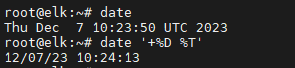 root@elk:~# date
Thu Dec  7 10:23:50 UTC 2023
root@elk:~# date '+%D %T'
12/07/23 10:24:13